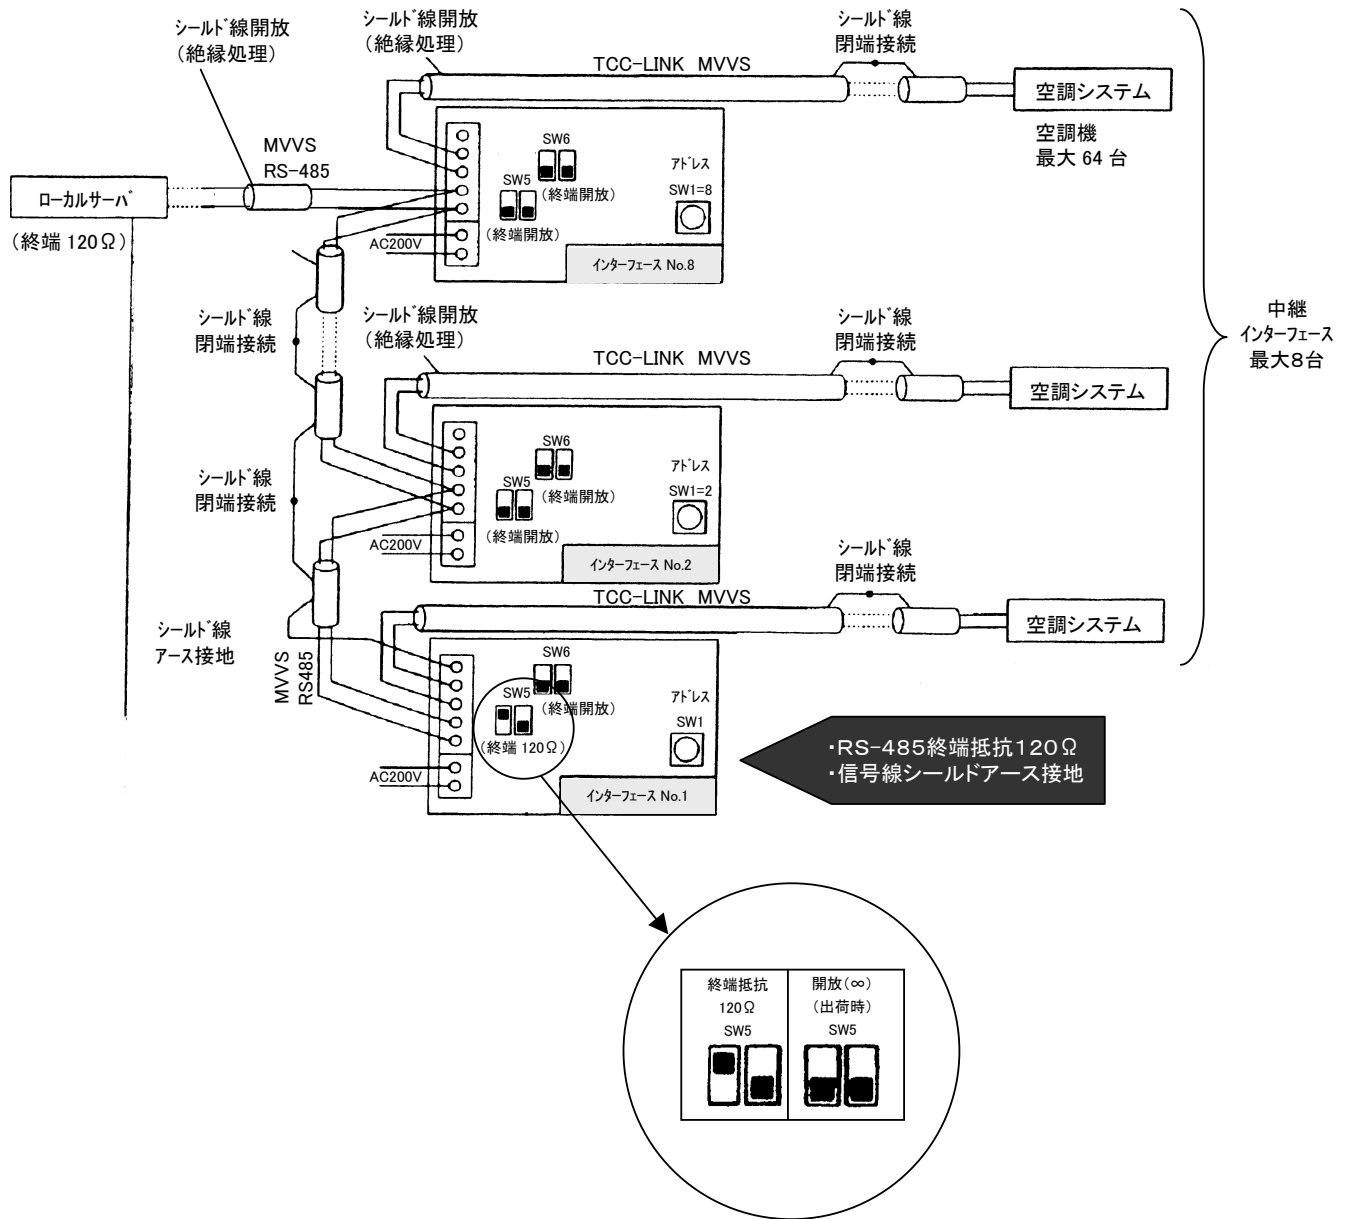 シールド線開放
(絶縁処理)
シールド線開放
(絶縁処理)
シールド線
閉端接続
TCC-LINK MVVS
空調システム
空調機
最大 64 台
MVVS
RS-485
ローカルサーバ
(終端 120Ω)
SW6
(終端開放)
SW5
(終端開放)
アドレス
SW1=8
AC200V
インターフェース No.8
シールド線
閉端接続
シールド線開放
(絶縁処理)
シールド線
閉端接続
TCC-LINK MVVS
空調システム
中継
インターフェース
最大8台
SW6
(終端開放)
SW5
(終端開放)
アドレス
SW1=2
AC200V
インターフェース No.2
シールド線
閉端接続
シールド線
閉端接続
TCC-LINK MVVS
空調システム
シールド線
アース接地
MVVS
RS485
SW6
(終端開放)
SW5
(終端 120Ω)
アドレス
SW1
AC200V
インターフェース No.1
・RS-485終端抵抗120Ω
・信号線シールドアース接地
終端抵抗
120Ω
SW5
開放(∞)
(出荷時)
SW5